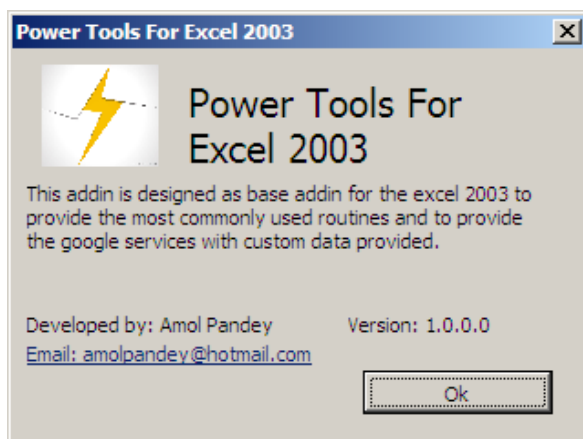 Power Tools For Excel 2003
Power Tools For
Excel 2003
This addin is designed as base addin for the excel 2003 to
provide the most commonly used routines and to provide
the google services with custom data provided.
Developed by: Amol Pandey Version: 1.0.0.0
Email: amolpandey@hotmail.com
Ok